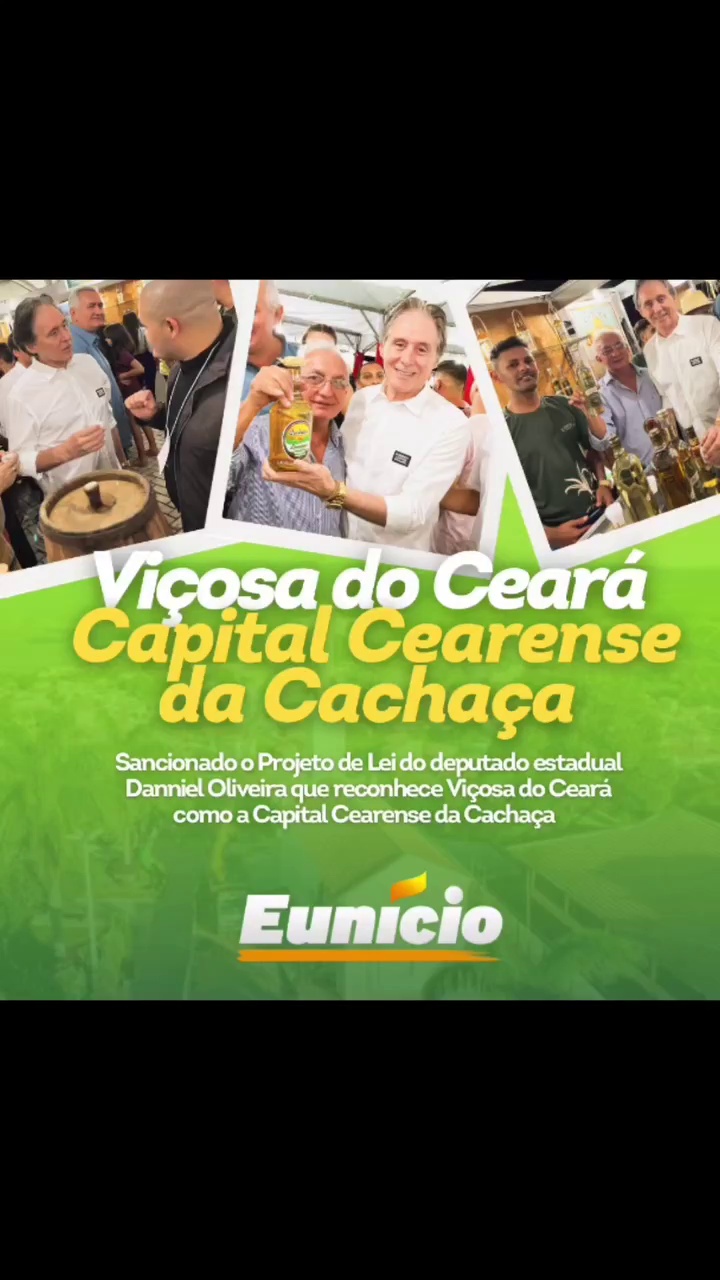 Viçosa do Ceará
Capital Cearense
da Cachaça
Sancionado o Projeto de Lei do deputado estadual
Danniel Oliveira que reconhece Viçosa do Ceará
como a Capital Cearense da Cachaça
Eunício